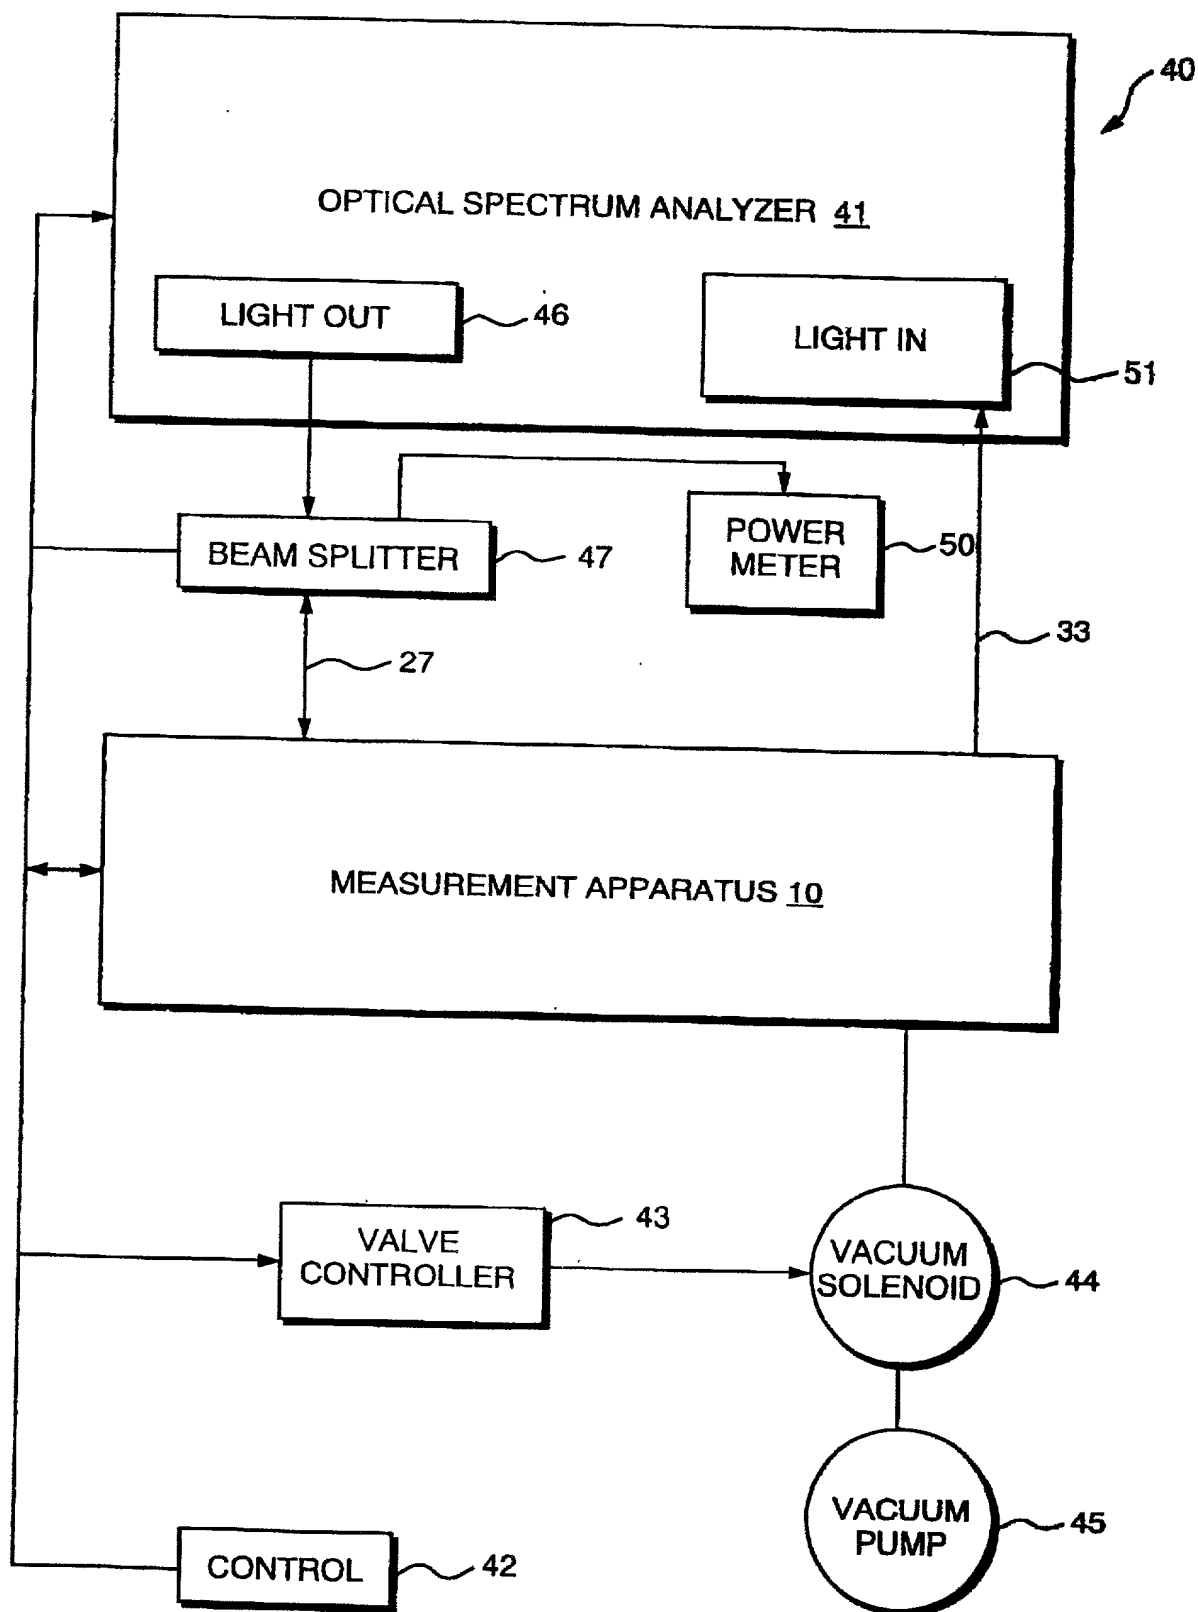 40
OPTICAL SPECTRUM ANALYZER 41
LIGHT OUT
46
LIGHT IN
51
BEAM SPLITTER
47
POWER
METER
50
33
27
MEASUREMENT APPARATUS 10
VALVE
CONTROLLER
43
VACUUM
SOLENOID
44
VACUUM
PUMP
45
CONTROL
42